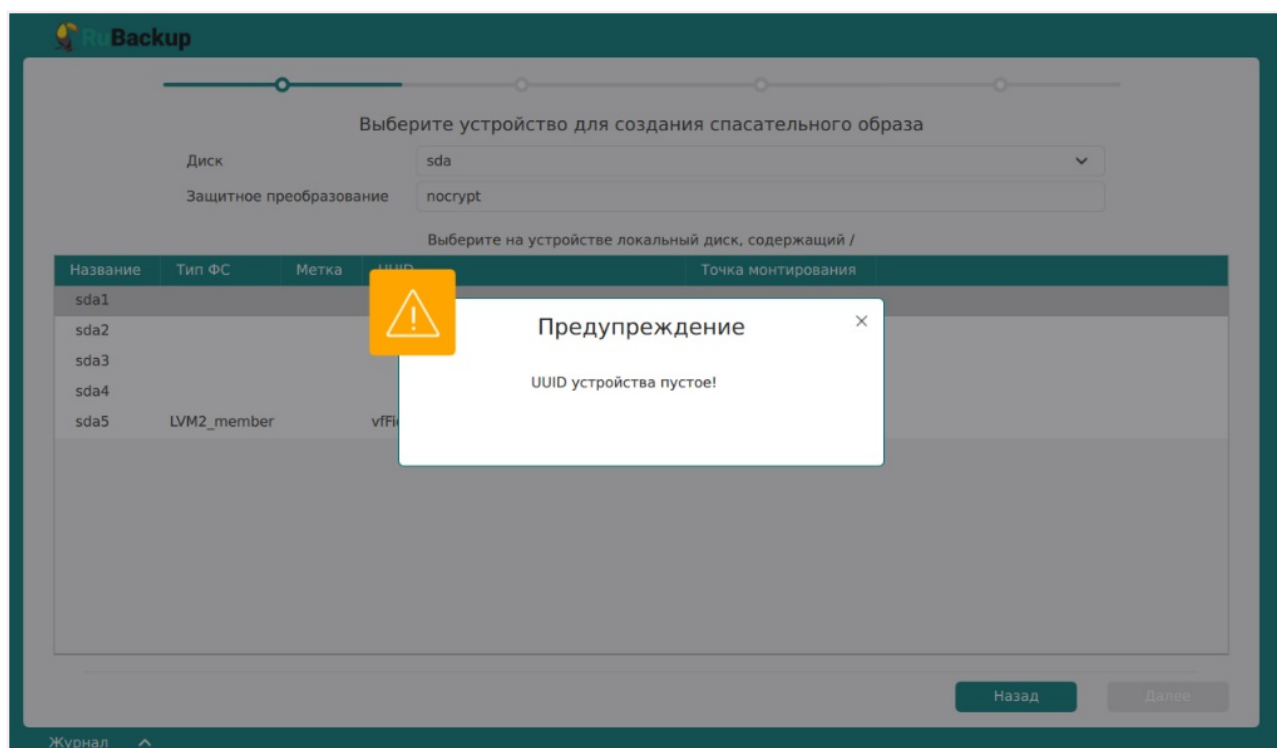 RuBackup
Выберите устройство для создания спасательного образа
Диск sda
Защитное преобразование nocrypt
Выберите на устройстве локальный диск, содержащий /
Название Тип ФС Метка UUID Точка монтирования
sda1
Предупреждение
sda2
sda3
UUID устройства пустое!
sda4
sda5 LVM2_member
Назад Далее
Журнал